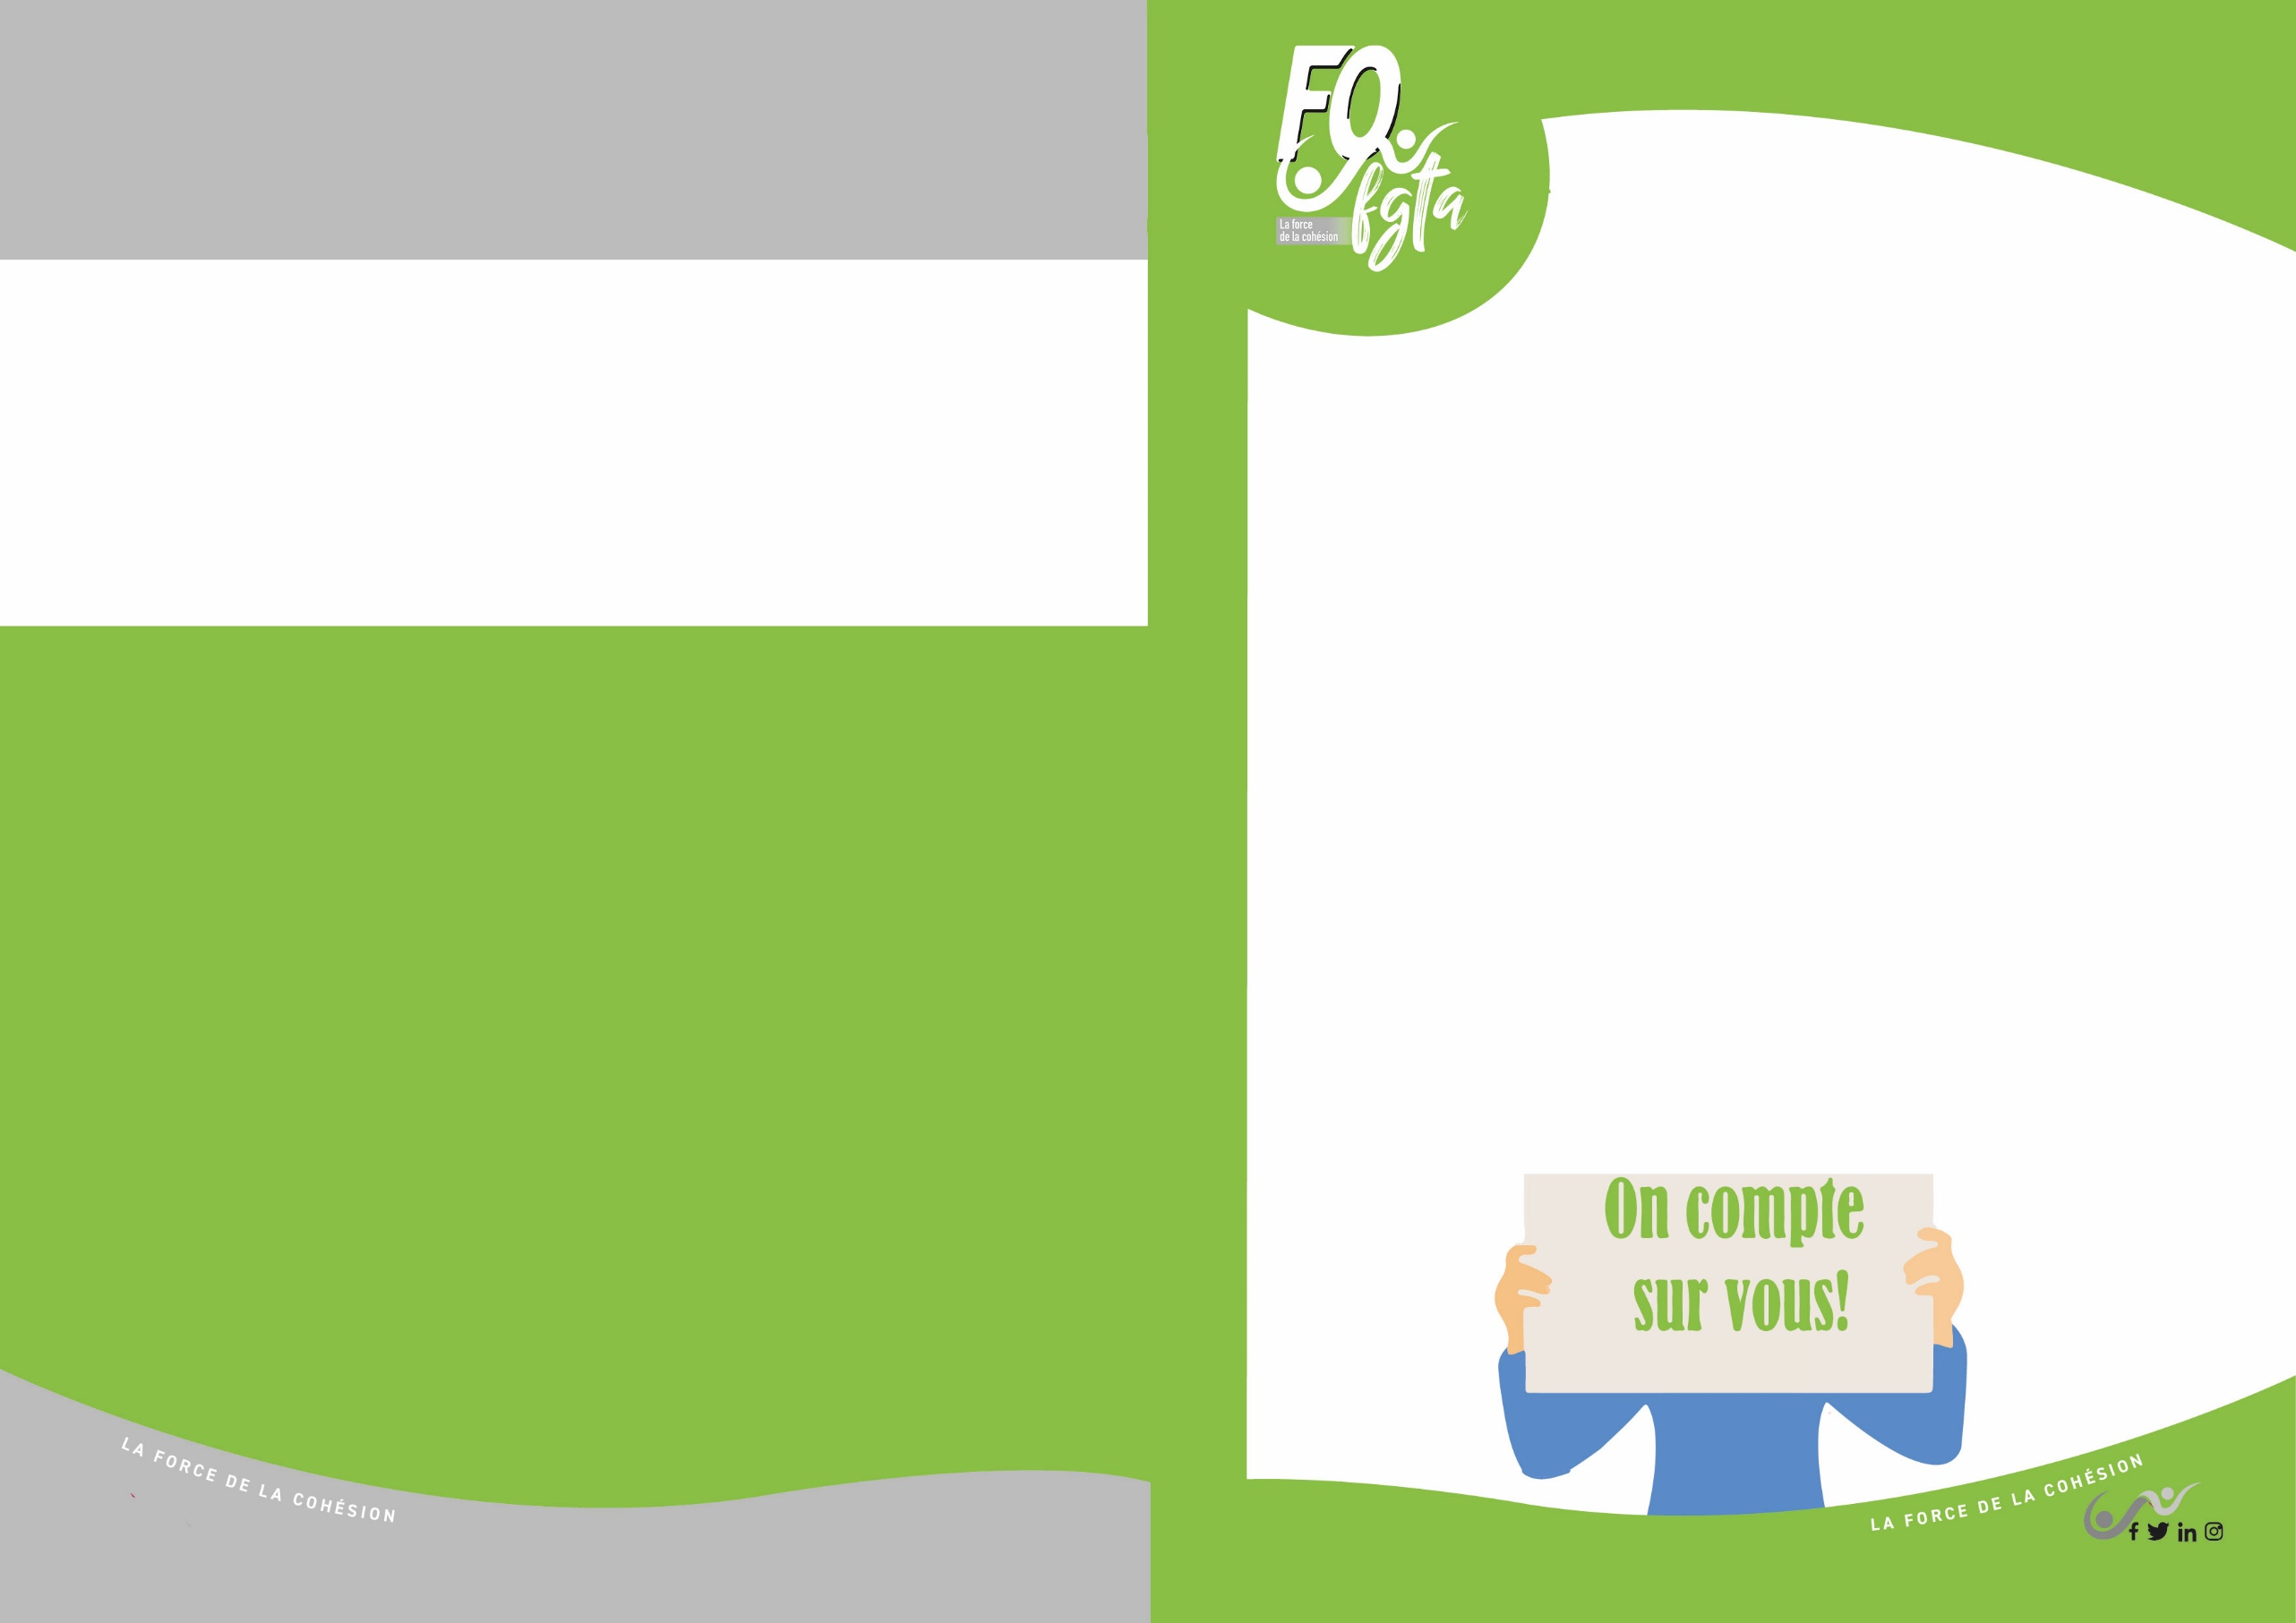 FO
Egta
La force
de la cohésion
On compte
sur vous!
LA FORCE DE LA COHÉSION
LA FORCE DE LA COHÉSION